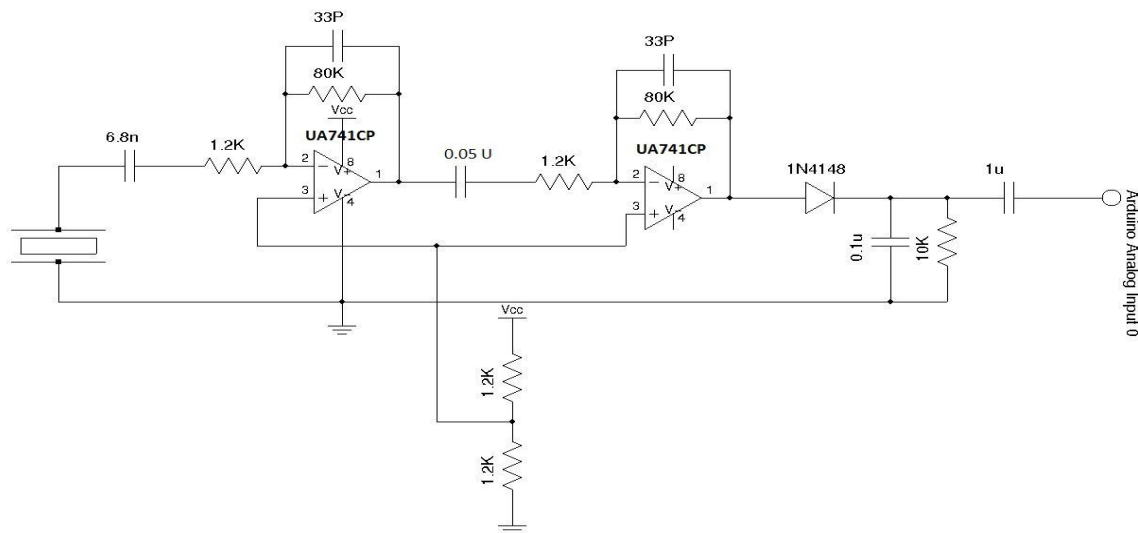 33P
80K
Vcc
UA741CP
6.8n
1.2K
2
8
V+
3
V-
4
1
0.05 U
1.2K
33P
80K
UA741CP
2
8
V+
3
V-
4
1
1N4148
0.1u
10K
1u
Arduino Analog Input 0
Vcc
1.2K
1.2K